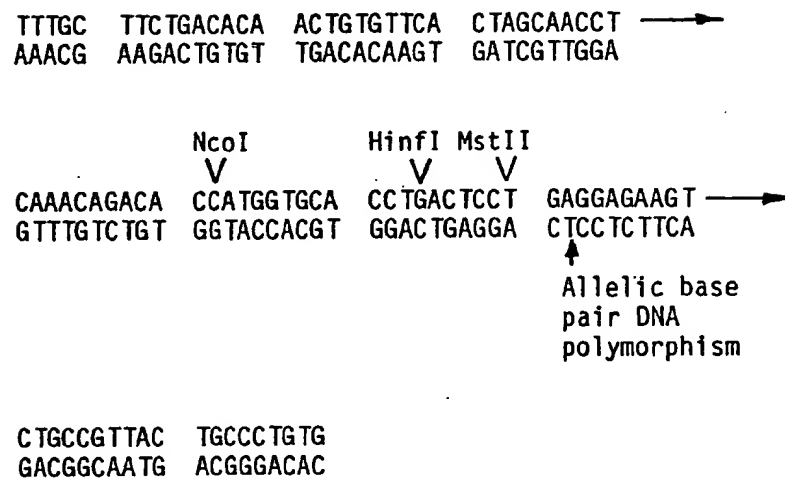 TTTGC TTCTGACACA ACTGTGTTCA CTAGCAACCT
AAACG AAGACTGTGT TGACACAAGT GATCGTTGGA
NcoI HinfI MstII
CAAACAGACA CCATGGTGCA CCTGACTCCT GAGGAGAAGT
GTTTGTCTGT GGTACCACGT GGACTGAGGA CTCCTCTTCA
Allelic base
pair DNA
polymorphism
CTGCCGTTAC TGCCCTGTG
GACGGCAATG ACGGGACAC